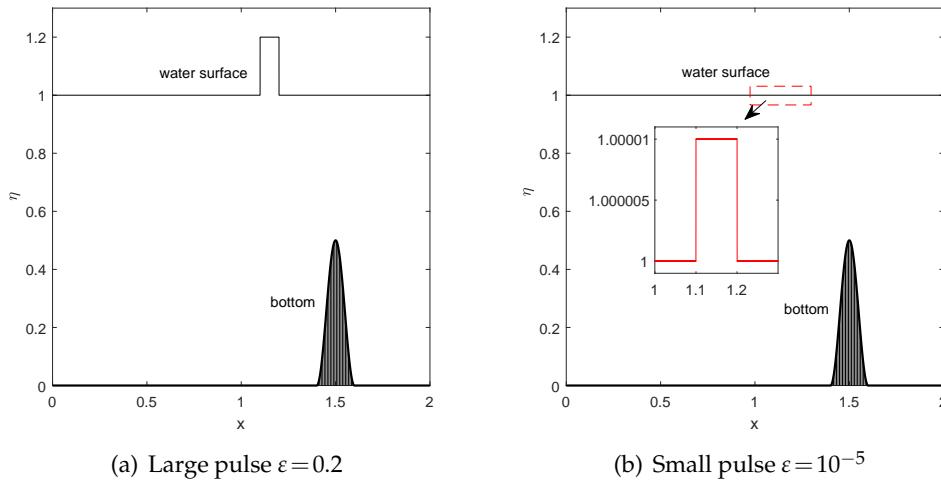 1.2
water surface
1
0.8
η
0.6
0.4
bottom
0.2
0
0 0.5 1 1.5 2
x
(a) Large pulse ε=0.2
1.2
water surface
1
1.00001
0.8
1.000005
η
0.6
1
1 1.1 1.2
0.4
bottom
0.2
0
0 0.5 1 1.5 2
x
(b) Small pulse ε=10⁻⁵